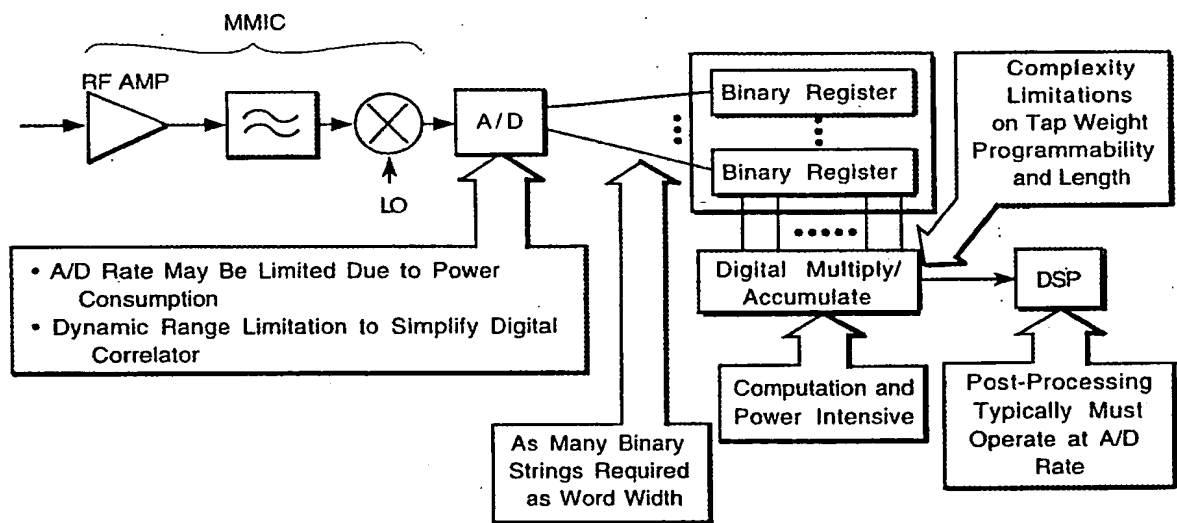 MMIC
RF AMP
A/D
LO
Binary Register
Binary Register
Complexity
Limitations
on Tap Weight
Programmability
and Length
• A/D Rate May Be Limited Due to Power
Consumption
• Dynamic Range Limitation to Simplify Digital
Correlator
Digital Multiply/
Accumulate
DSP
As Many Binary
Strings Required
as Word Width
Computation and
Power Intensive
Post-Processing
Typically Must
Operate at A/D
Rate